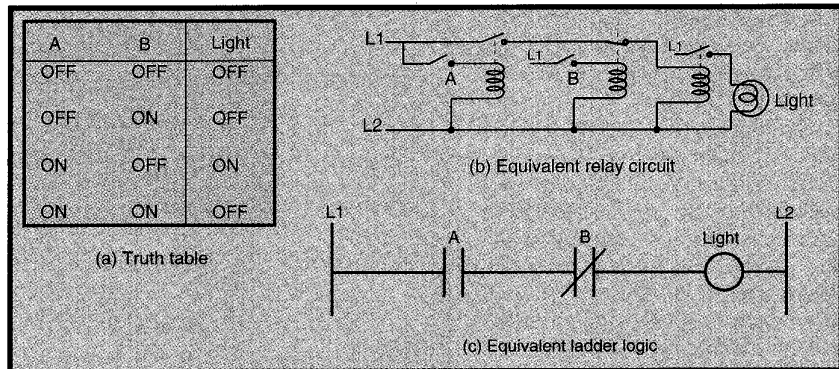 A B Light
OFF OFF OFF
OFF ON OFF
ON OFF ON
ON ON OFF
(a) Truth table
L1
L1
L1
A
B
Light
L2
(b) Equivalent relay circuit
L1
L2
A
B
Light
(c) Equivalent ladder logic